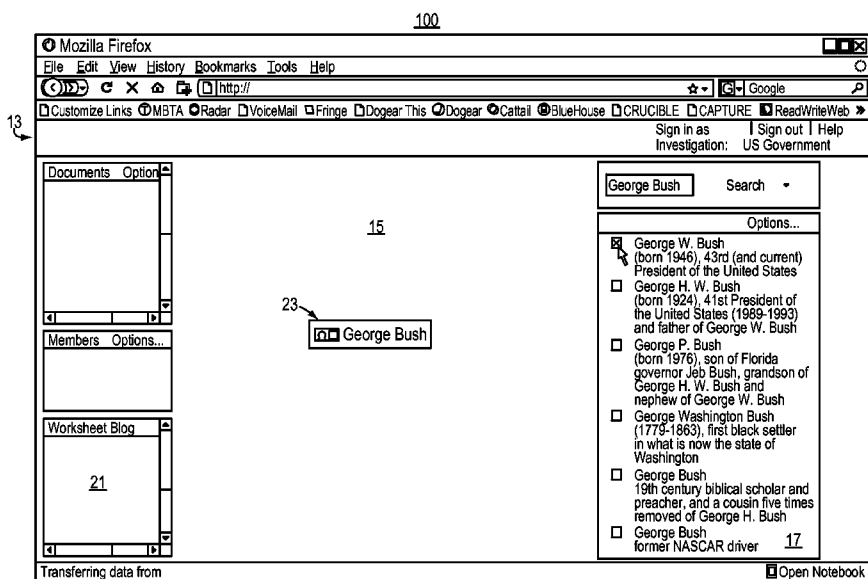 100
Mozilla Firefox
File Edit View History Bookmarks Tools Help
http://
G Google
Customize Links MBTA Radar VoiceMail Fringe Dogear This Dogear Cattail BlueHouse CRUCIBLE CAPTURE ReadWriteWeb »
13
Sign in as | Sign out | Help
Investigation: US Government
Documents Option
15
George Bush Search
Options...
George W. Bush
(born 1946), 43rd (and current)
President of the United States
George H. W. Bush
(born 1924), 41st President of
the United States (1989-1993)
and father of George W. Bush
George P. Bush
(born 1976), son of Florida
governor Jeb Bush, grandson of
George H. W. Bush and
nephew of George W. Bush
George Washington Bush
(1779-1863), first black settler
in what is now the state of
Washington
George Bush
19th century biblical scholar and
preacher, and a cousin five times
removed of George H. Bush
George Bush
former NASCAR driver
17
23
George Bush
Members Options...
Worksheet Blog
21
Transferring data from
Open Notebook